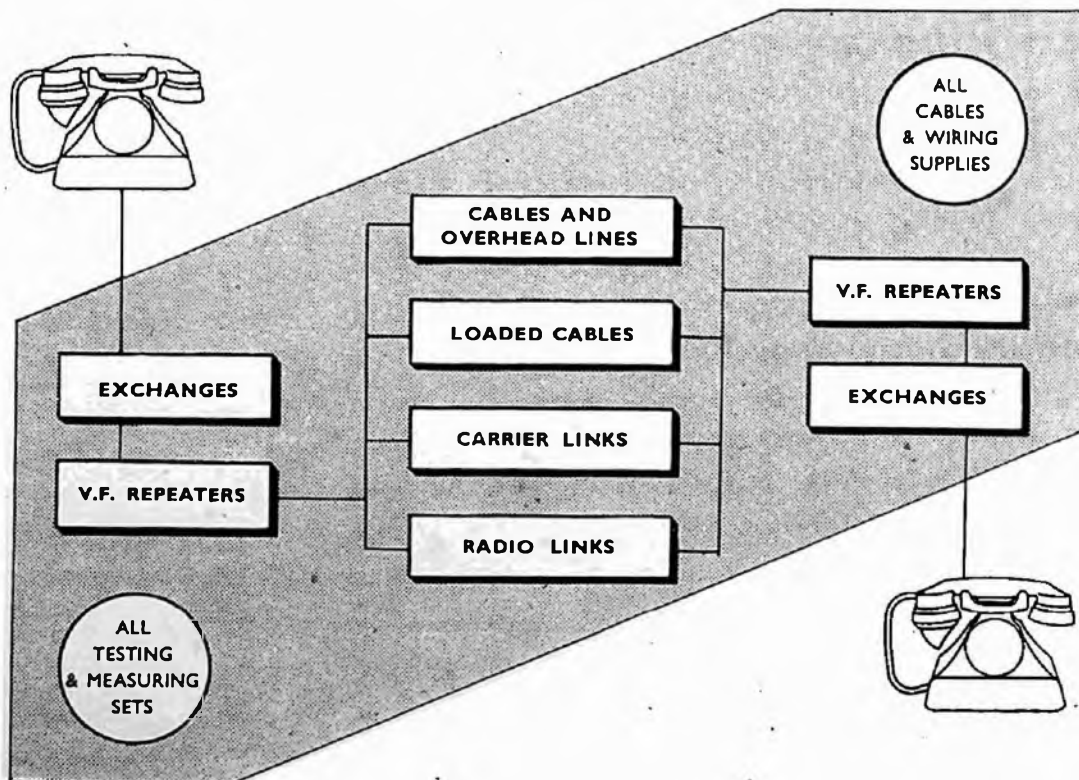 ALL
CABLES
& WIRING
SUPPLIES
CABLES AND
OVERHEAD LINES
V.F. REPEATERS
LOADED CABLES
EXCHANGES
EXCHANGES
CARRIER LINKS
V.F. REPEATERS
RADIO LINKS
ALL
TESTING
& MEASURING
SETS